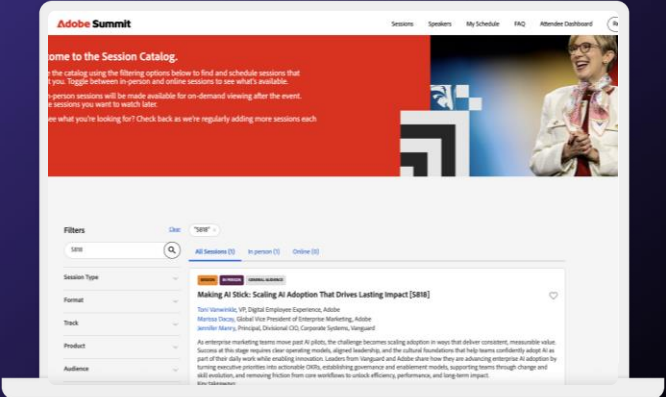 Adobe Summit
Sessions Speakers My Schedule FAQ Attendee Dashboard
come to the Session Catalog.
the catalog using the filtering options below to find and schedule sessions that
t you. Toggle between in-person and online sessions to see what's available.
n-person sessions will be made available for on-demand viewing after the event.
e sessions you want to watch later.
see what you're looking for? Check back as we're regularly adding more sessions each
Filters
Clear
"S818"
S818
All Sessions (1) In person (1) Online (0)
Session Type
SESSION IN PERSON GENERAL AUDIENCE
Making AI Stick: Scaling AI Adoption That Drives Lasting Impact [S818]
Format
Toni Vanwinkle, VP, Digital Employee Experience, Adobe
Global Vice President of Enterprise Marketing, Adobe
Jennifer Manry, Principal, Divisional CIO, Corporate Systems, Vanguard
Track
As enterprise marketing teams move past AI pilots, the challenge becomes scaling adoption in ways that deliver consistent, measurable value.
Success at this stage requires clear operating models, aligned leadership, and the cultural foundations that help teams confidently adopt AI as
Product
part of their daily work while enabling innovation. Leaders from Vanguard and Adobe share how they are advancing enterprise AI adoption by
turning executive priorities into actionable OKRs, establishing governance and enablement models, supporting teams through change and
Audience
skill evolution, and removing friction from core workflows to unlock efficiency, performance, and long-term impact.